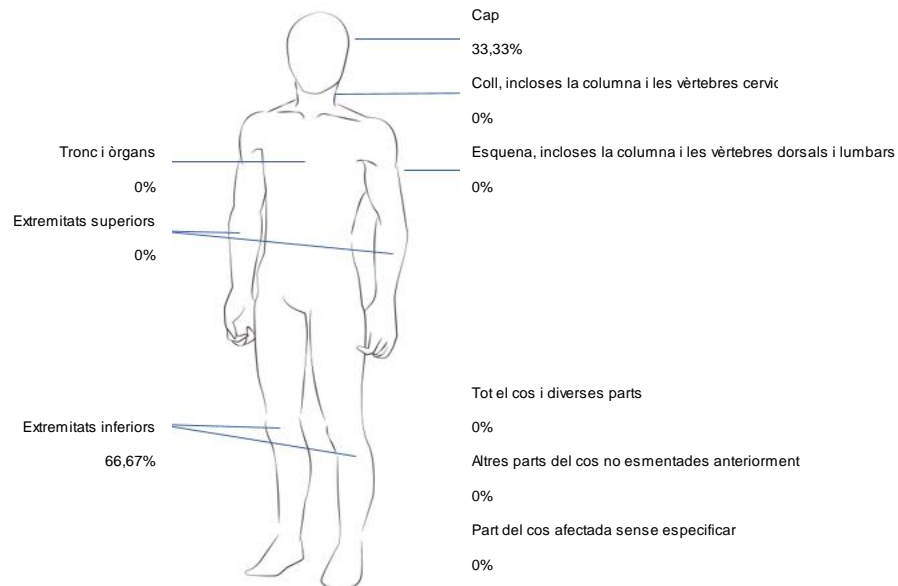 Cap
33,33%
Coll, incloses la columna i les vèrtebres cervic
0%
Tronc i òrgans
0%
Esquena, incloses la columna i les vèrtebres dorsals i lumbars
0%
Extremitats superiors
0%
Extremitats inferiors
66,67%
Tot el cos i diverses parts
0%
Altres parts del cos no esmentades anteriorment
0%
Part del cos afectada sense especificar
0%